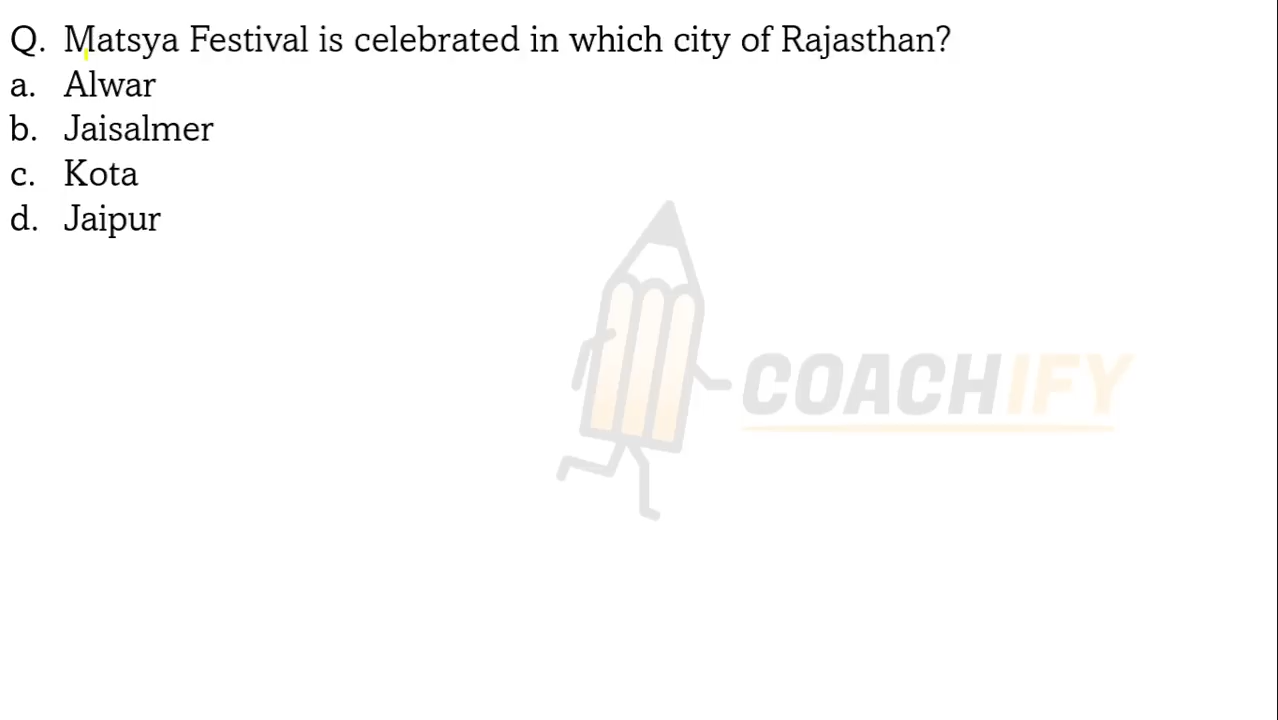 Q. Matsya Festival is celebrated in which city of Rajasthan?
a. Alwar
b. Jaisalmer
c. Kota
d. Jaipur
COACHIFY